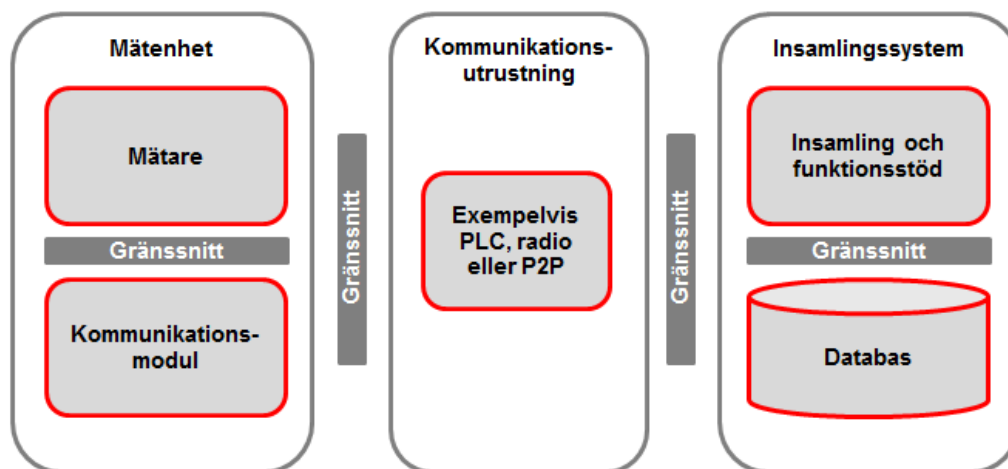 Mätenhet
Mätare
Gränssnitt
Kommunikations-
modul
Gränssnitt
Kommunikations-
utrustning
Exempelvis
PLC, radio
eller P2P
Gränssnitt
Insamlingssystem
Insamling och
funktionsstöd
Gränssnitt
Databas